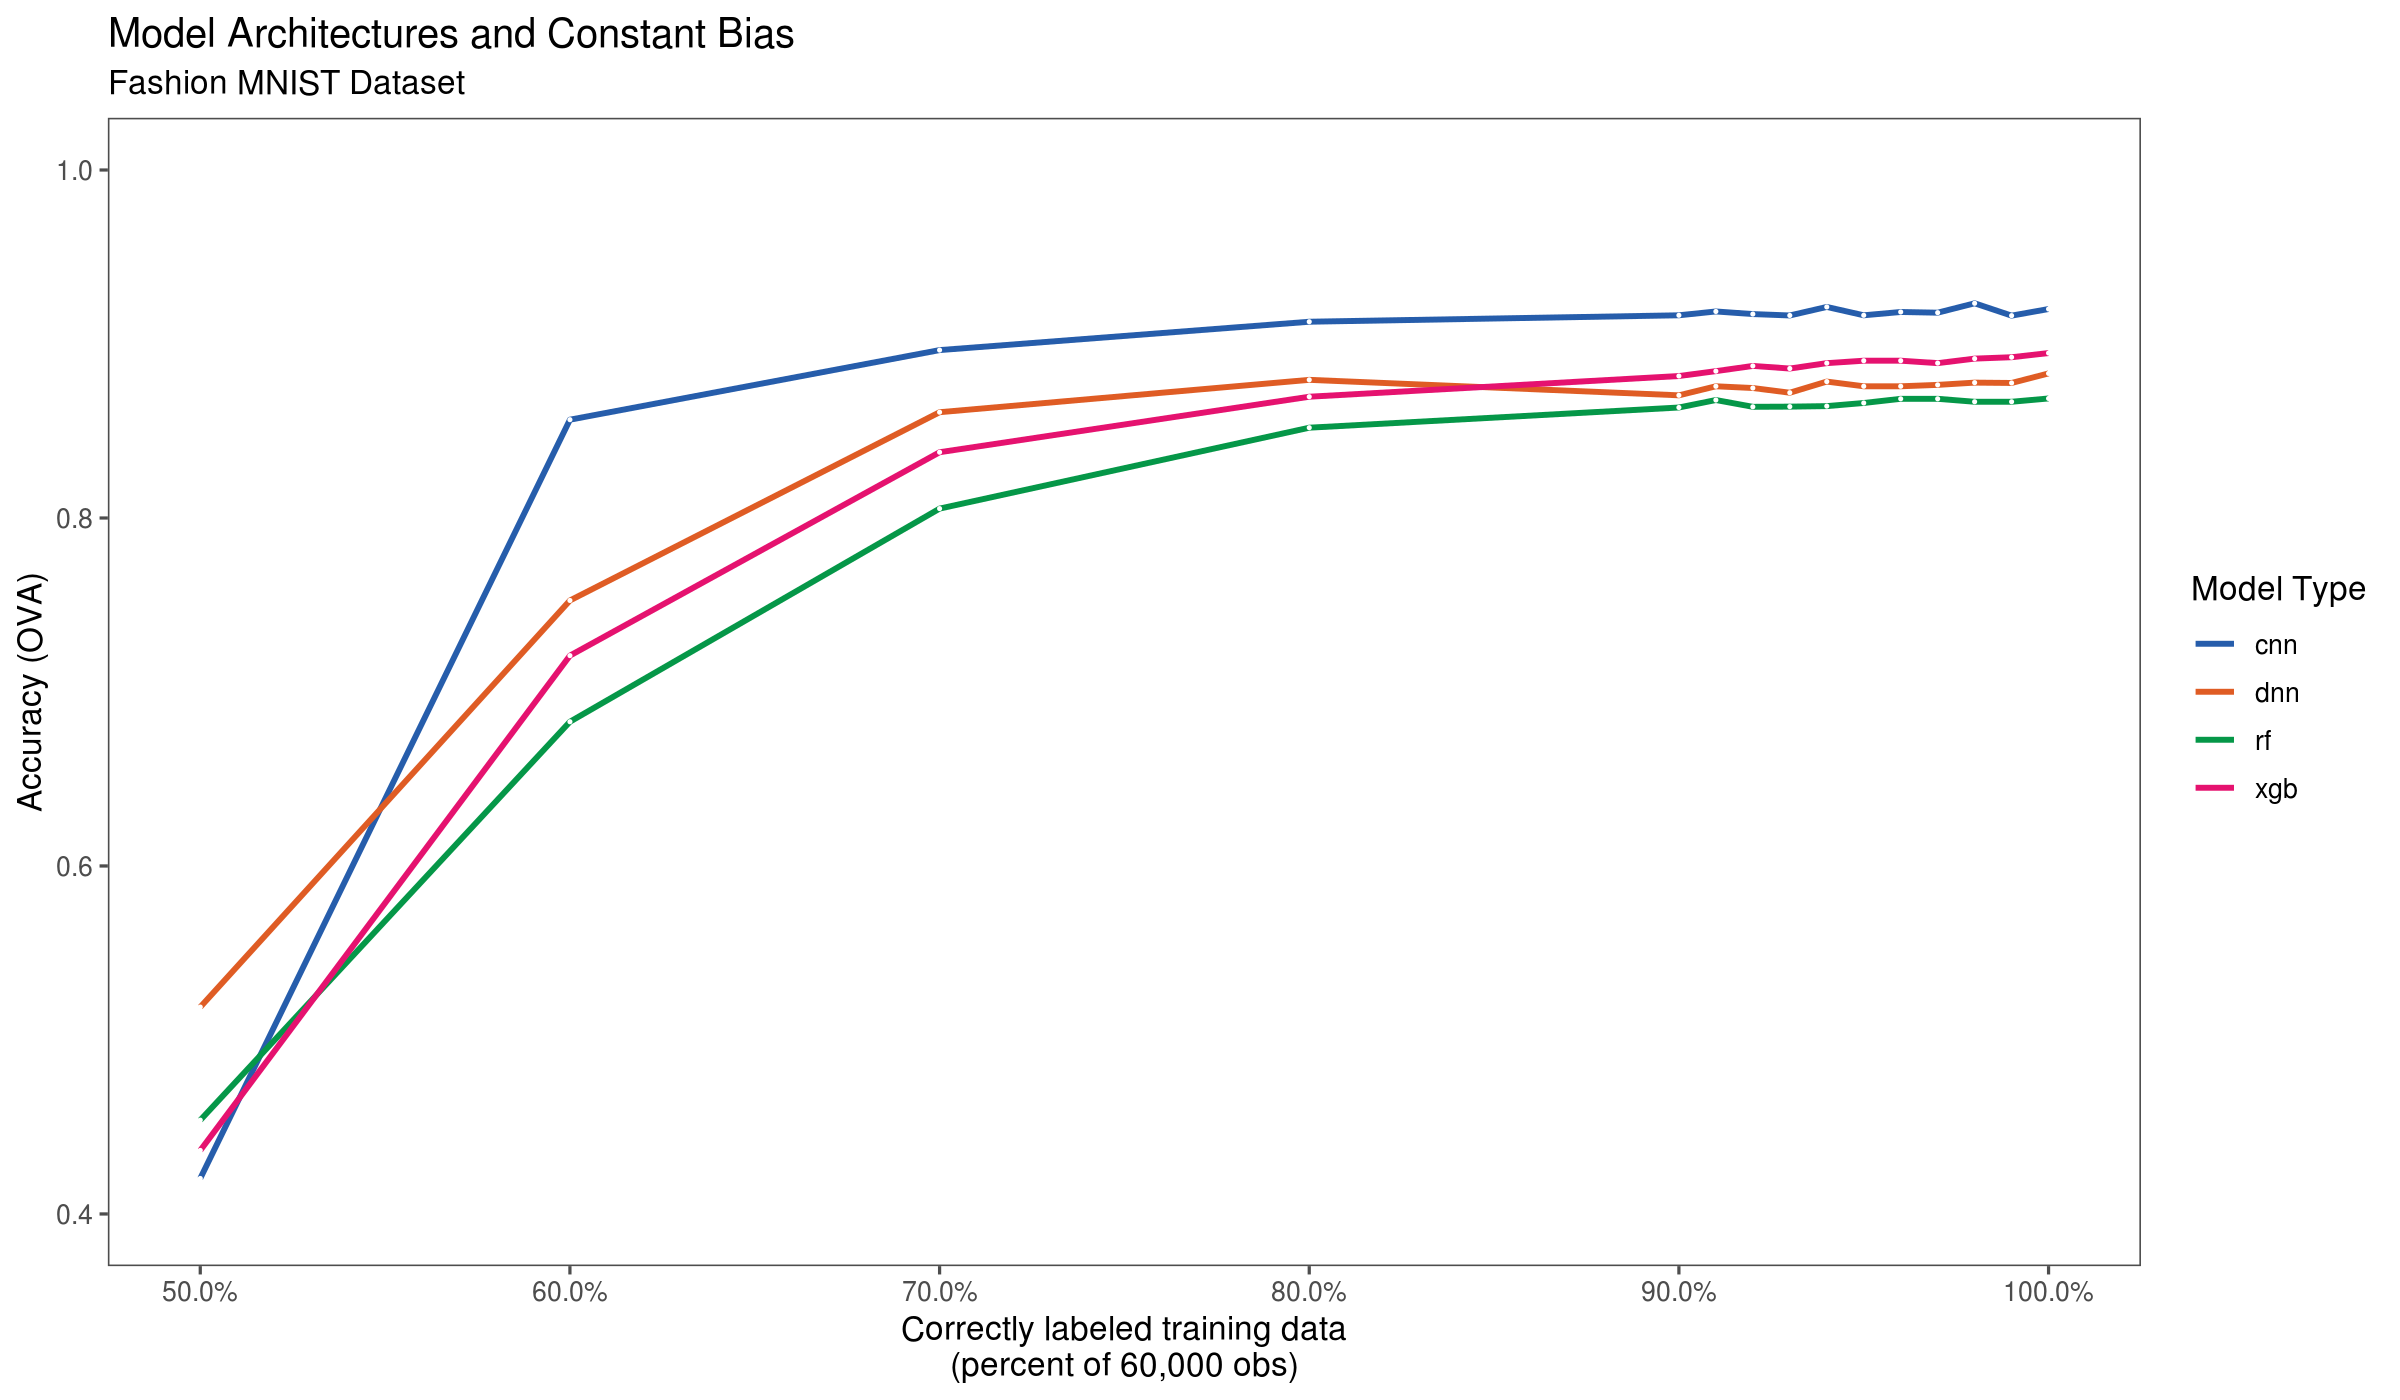 Model Architectures and Constant Bias
Fashion MNIST Dataset
1.0
0.8
0.6
0.4
Accuracy (OVA)
50.0%
60.0%
70.0%
80.0%
90.0%
100.0%
Correctly labeled training data
(percent of 60,000 obs)
Model Type
cnn
dnn
rf
xgb